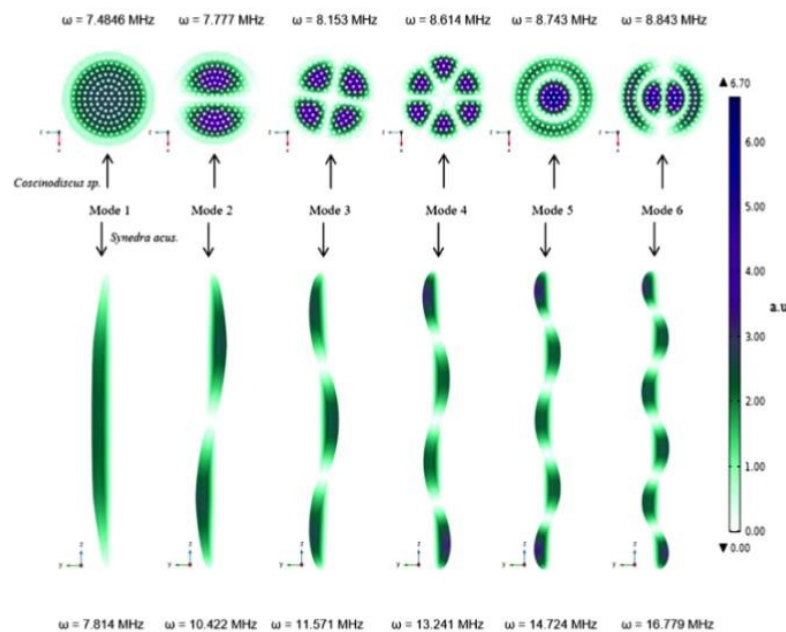 ω = 7.4846 MHz ω = 7.777 MHz ω = 8.153 MHz ω = 8.614 MHz ω = 8.743 MHz ω = 8.843 MHz
▲ 6.70
6.00
Coscinodiscus sp.
Mode 1 Mode 2 Mode 3 Mode 4 Mode 5 Mode 6
Synedra acus.
5.00
4.00
a.u
3.00
2.00
1.00
0.00
▼ 0.00
z y z y z y z y z y z y
ω = 7.814 MHz ω = 10.422 MHz ω = 11.571 MHz ω = 13.241 MHz ω = 14.724 MHz ω = 16.779 MHz